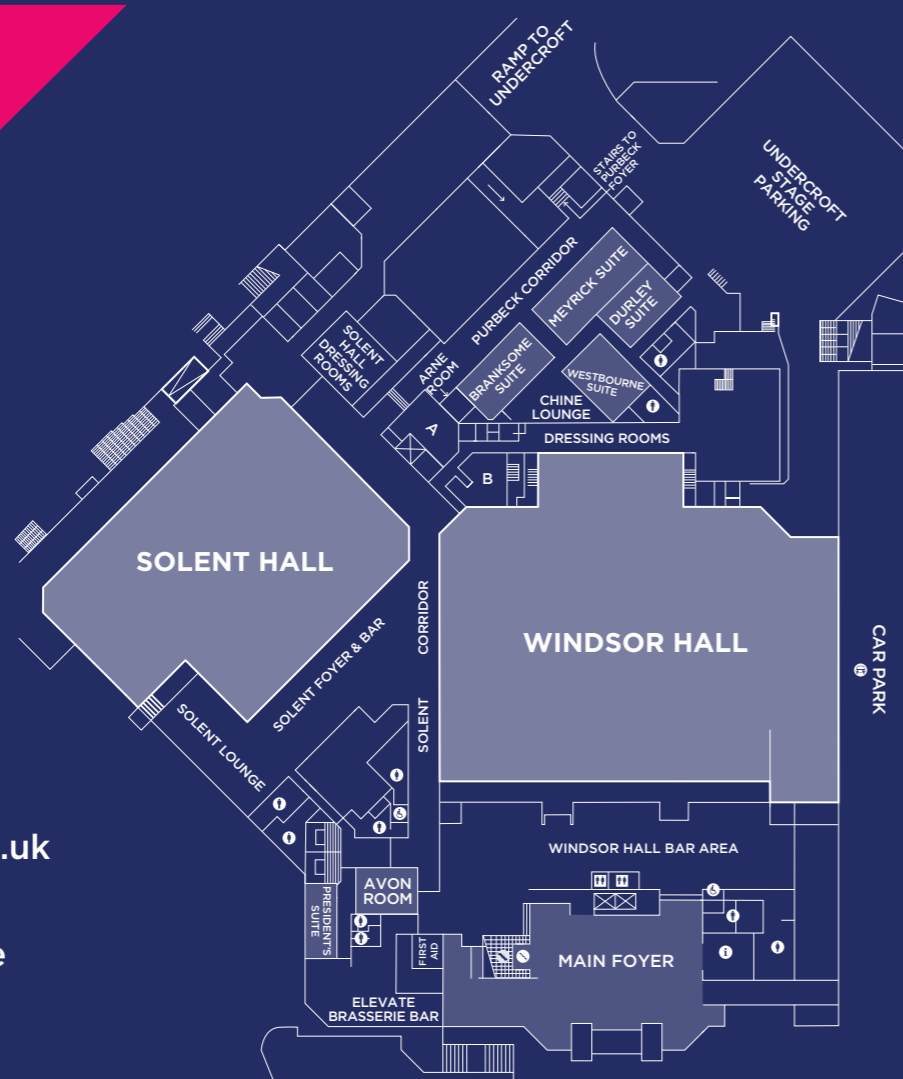 RAMP TO
UNDERCROFT
STAIRS TO
PURBECK
FOYER
UNDERCROFT
STAGE
PARKING
PURBECK CORRIDOR
MEYRICK SUITE
DURLEY
SUITE
SOLENT
HALL
DRESSING
ROOMS
ARNE
ROOM
BRANKSOME
SUITE
WESTBOURNE
SUITE
CHINE
LOUNGE
A
DRESSING ROOMS
B
SOLENT HALL
WINDSOR HALL
CAR PARK
SOLENT CORRIDOR
SOLENT FOYER & BAR
SOLENT LOUNGE
.uk
WINDSOR HALL BAR AREA
AVON
ROOM
PRESIDENT'S
SUITE
FIRST
AID
MAIN FOYER
i
e
ELEVATE
BRASSERIE BAR